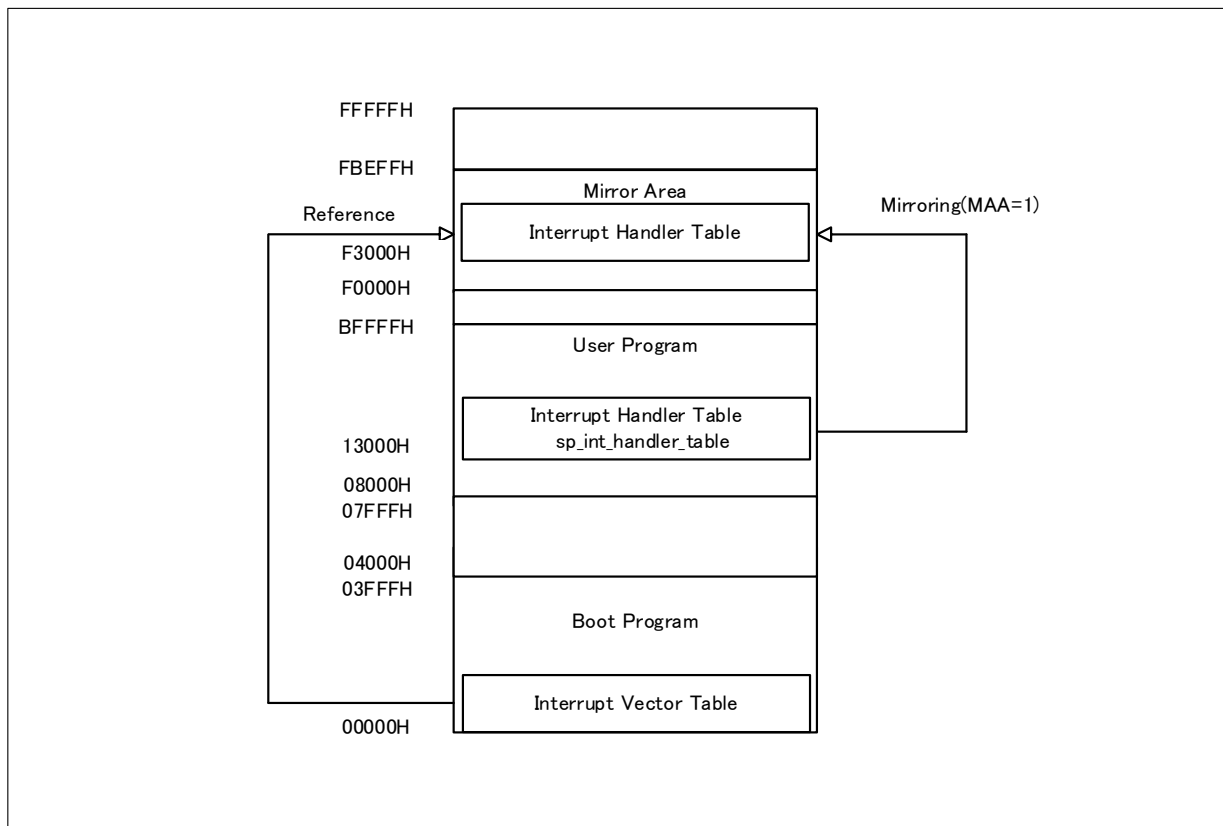 FFFFFH
FBEFFH
Mirror Area
Mirroring(MAA=1)
Reference
Interrupt Handler Table
F3000H
F0000H
BFFFFH
User Program
Interrupt Handler Table
sp_int_handler_table
13000H
08000H
07FFFH
04000H
03FFFH
Boot Program
Interrupt Vector Table
00000H